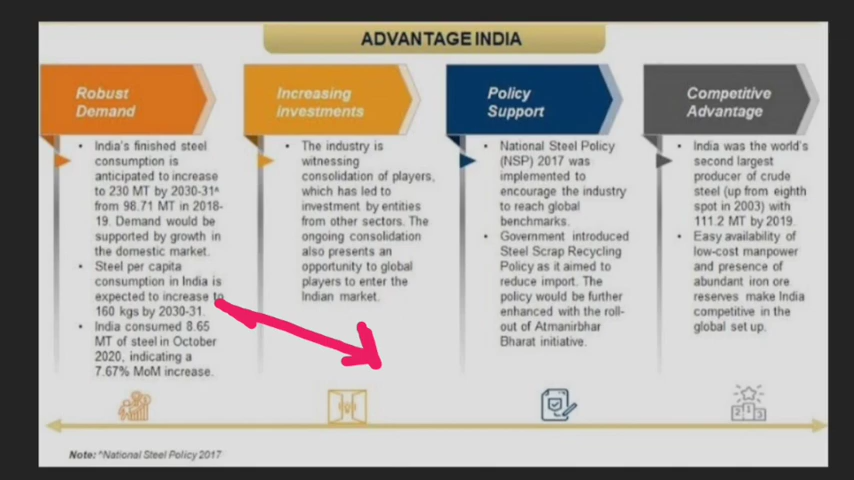 ADVANTAGE INDIA
Robust
Demand
• India's finished steel
consumption is
anticipated to increase
to 230 MT by 2030-31^
from 98.71 MT in 2018-
19. Demand would be
supported by growth in
the domestic market.
• Steel per capita
consumption in India is
expected to increase to
160 kgs by 2030-31.
• India consumed 8.65
MT of steel in October
2020, indicating a
7.67% MoM increase.
Increasing
investments
• The industry is
witnessing
consolidation of players,
which has led to
investment by entities
from other sectors. The
ongoing consolidation
also presents an
opportunity to global
players to enter the
Indian market.
Policy
Support
• National Steel Policy
(NSP) 2017 was
implemented to
encourage the industry
to reach global
benchmarks.
• Government introduced
Steel Scrap Recycling
Policy as it aimed to
reduce import. The
policy would be further
enhanced with the roll-
out of Atmanirbhar
Bharat initiative.
Competitive
Advantage
• India was the world's
second largest
producer of crude
steel (up from eighth
spot in 2003) with
111.2 MT by 2019.
• Easy availability of
low-cost manpower
and presence of
abundant iron ore
reserves make India
competitive in the
global set up.
2 1 3
Note: ^National Steel Policy 2017